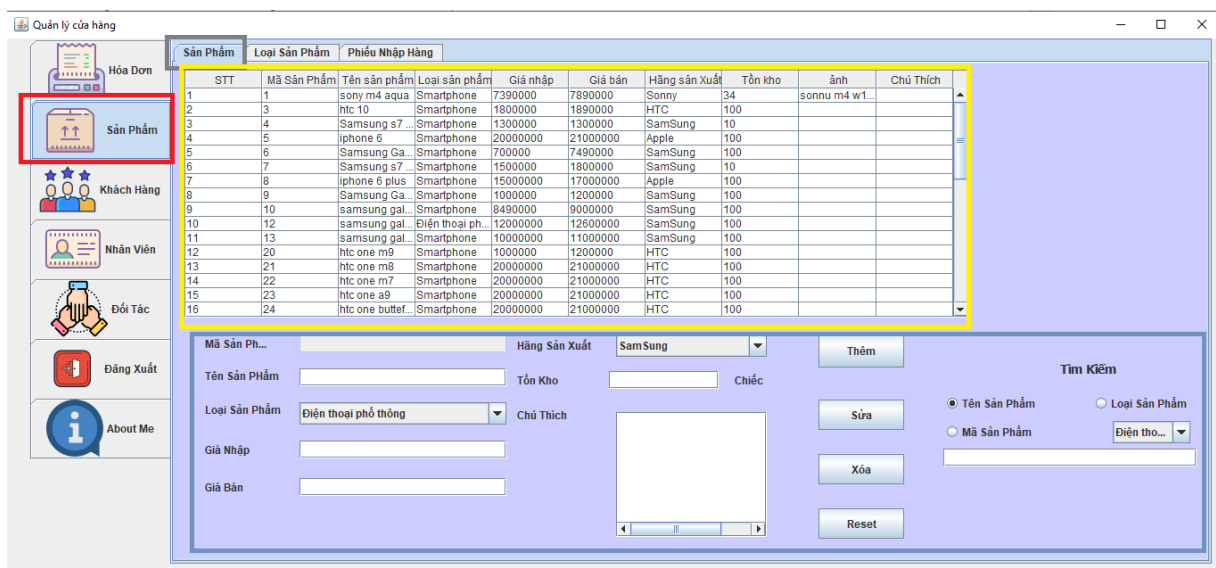 Quản lý cửa hàng
Hóa Dơn
Sản Phẩm
Khách Hàng
Nhân Viên
Đối Tác
Đăng Xuất
About Me
Sản Phẩm Loại Sản Phẩm Phiếu Nhập Hàng
STT Mã Sản Phẩm Tên sản phẩm Loại sản phẩm Giá nhập Giá bán Hãng sản Xuất Tồn kho ảnh Chú Thích
1 1 sony m4 aqua Smartphone 7390000 7890000 Sonny 34 sonnu m4 w1...
2 3 htc 10 Smartphone 1800000 1890000 HTC 100
3 4 Samsung s7 ... Smartphone 1300000 1300000 SamSung 10
4 5 iphone 6 Smartphone 20000000 21000000 Apple 100
5 6 Samsung Ga... Smartphone 700000 7490000 SamSung 100
6 7 Samsung s7 ... Smartphone 1500000 1800000 SamSung 10
7 8 iphone 6 plus Smartphone 15000000 17000000 Apple 100
8 9 Samsung Ga... Smartphone 1000000 1200000 SamSung 100
9 10 samsung gal... Smartphone 8490000 9000000 SamSung 100
10 12 samsung gal... Điện thoại ph... 12000000 12600000 SamSung 100
11 13 samsung gal... Smartphone 10000000 11000000 SamSung 100
12 20 htc one m9 Smartphone 1000000 1200000 HTC 100
13 21 htc one m8 Smartphone 20000000 21000000 HTC 100
14 22 htc one m7 Smartphone 20000000 21000000 HTC 100
15 23 htc one a9 Smartphone 20000000 21000000 HTC 100
16 24 htc one buttef... Smartphone 20000000 21000000 HTC 100
Mã Sản Ph... Hãng Sản Xuất SamSung Thêm
Tên Sản PHẩm Tồn Kho Chiếc Tìm Kiếm
Loại Sản Phẩm Điện thoại phổ thông Chú Thích Sửa Tên Sản Phẩm Loại Sản Phẩm
Mã Sản Phẩm Điện tho...
Giá Nhập Xóa
Giá Bán
Reset